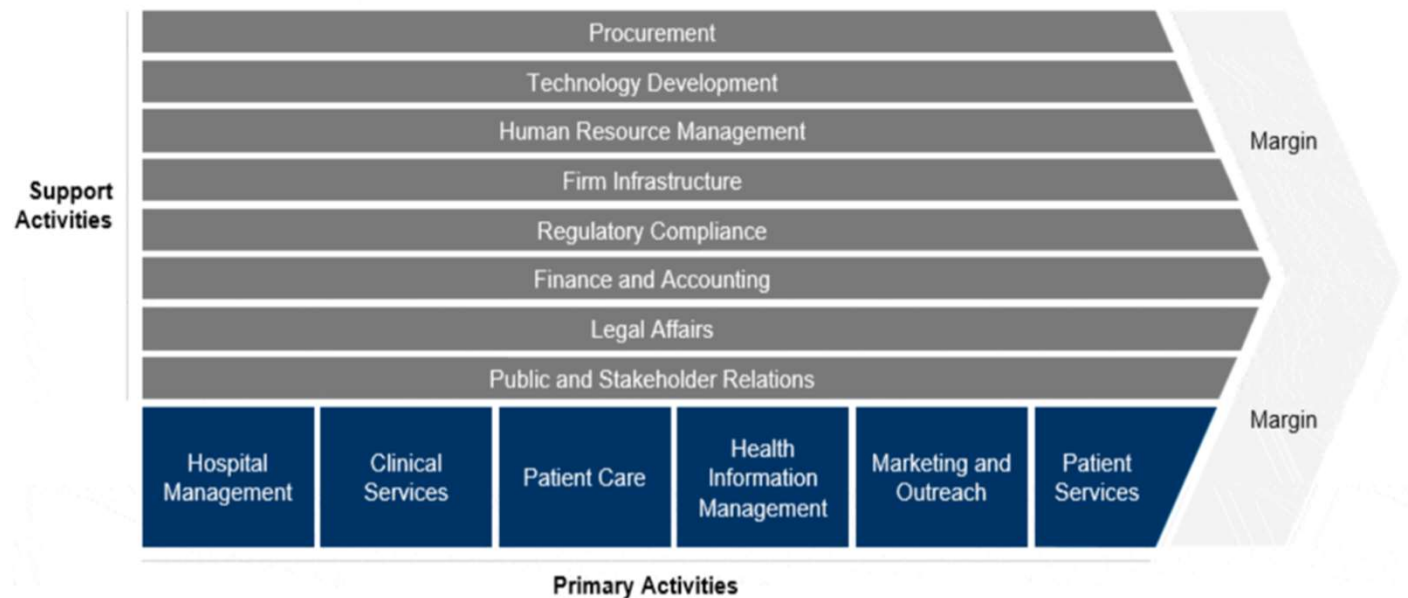 Procurement
Technology Development
Human Resource Management
Firm Infrastructure
Regulatory Compliance
Finance and Accounting
Legal Affairs
Public and Stakeholder Relations
Support
Activities
Margin
Margin
Hospital
Management
Clinical
Services
Patient Care
Health
Information
Management
Marketing and
Outreach
Patient
Services
Primary Activities